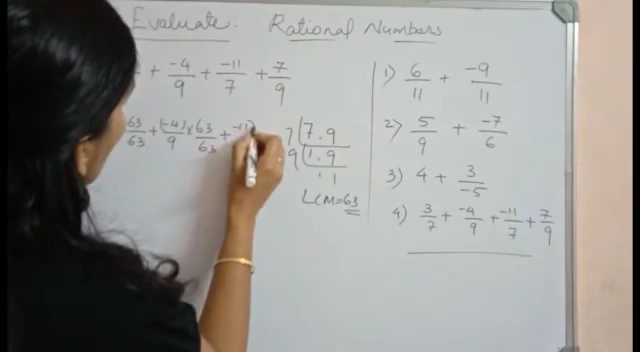 Evaluate. Rational Numbers
+ -4/9 + -11/7 + 7/9
63/63 + (-4)/9 × 63/63 + -11
7 | 7, 9
9 | 1, 9
1 1
LCM = 63
1) 6/11 + -9/11
2) 5/9 + -7/6
3) 4 + 3/-5
4) 3/7 + -4/9 + -11/7 + 7/9